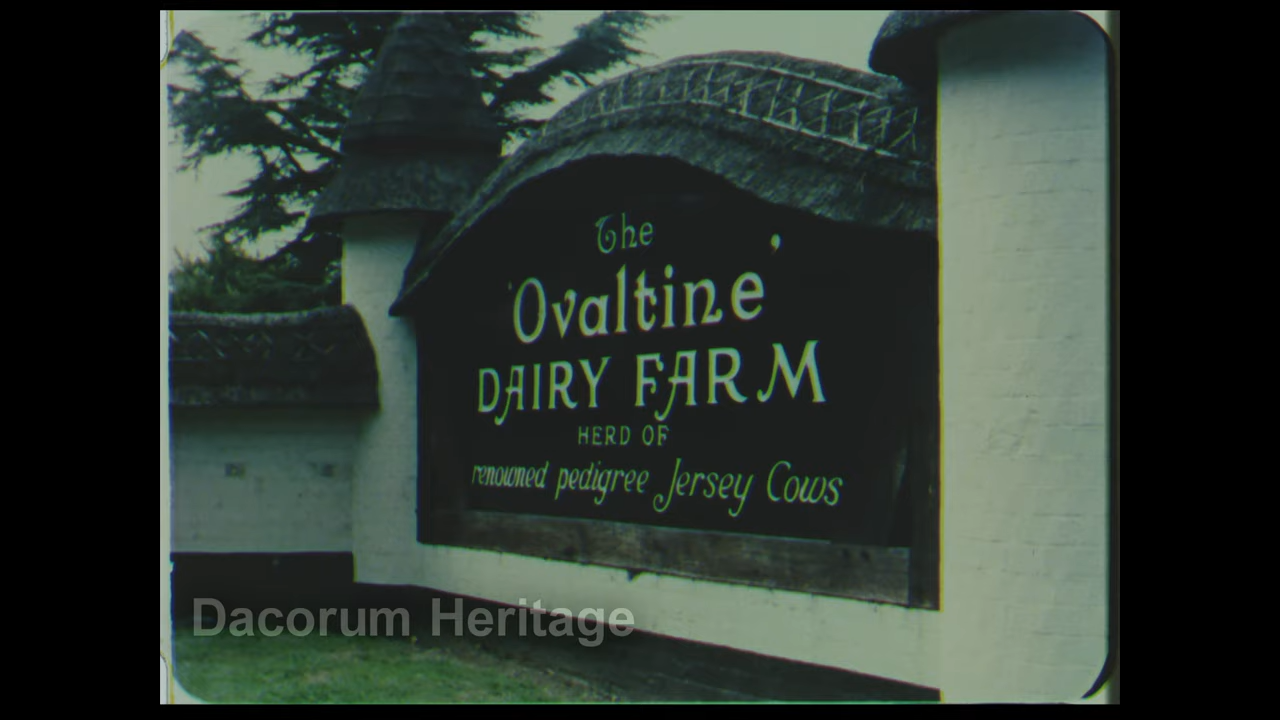 The
'Ovaltine'
DAIRY FARM
HERD OF
renowned pedigree Jersey Cows
Dacorum Heritage